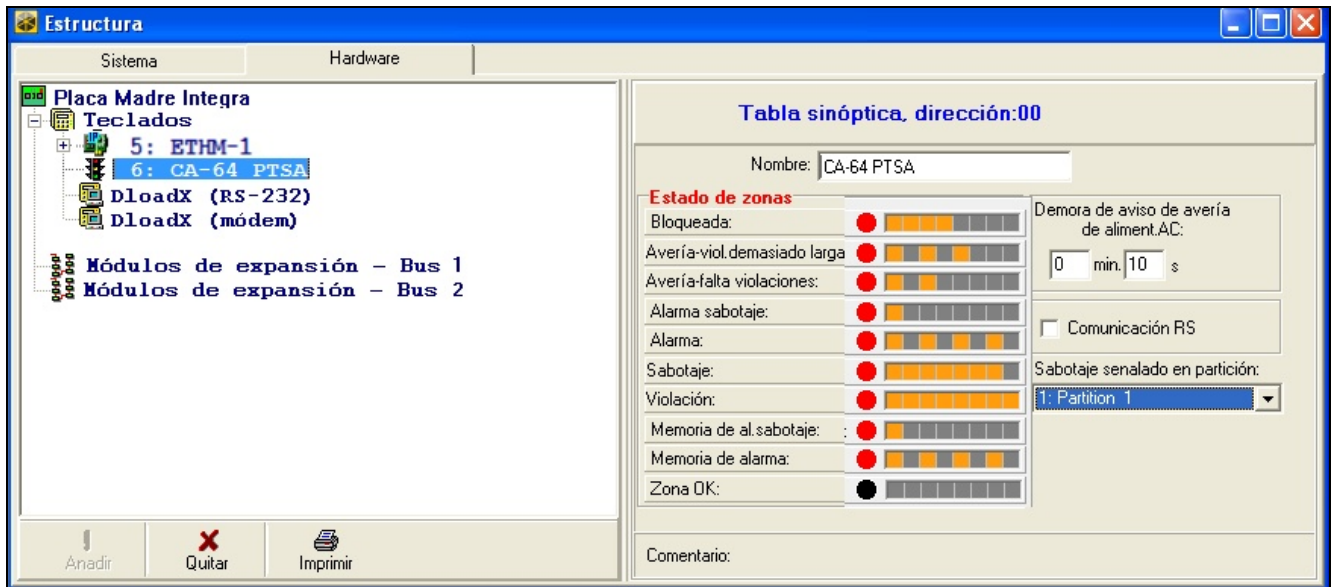 Estructura
Sistema
Hardware
Placa Madre Integra
Teclados
5: ETHM-1
6: CA-64 PTSA
DloadX (RS-232)
DloadX (módem)
Módulos de expansión - Bus 1
Módulos de expansión - Bus 2
Anadir
Quitar
Imprimir
Tabla sinóptica, dirección:00
Nombre: CA-64 PTSA
Estado de zonas
Bloqueada:
Avería-viol.demasiado larga
Avería-falta violaciones:
Alarma sabotaje:
Alarma:
Sabotaje:
Violación:
Memoria de al.sabotaje: :
Memoria de alarma:
Zona OK:
Demora de aviso de avería
de aliment.AC:
0 min. 10 s
Comunicación RS
Sabotaje senalado en partición:
1: Partition 1
Comentario: